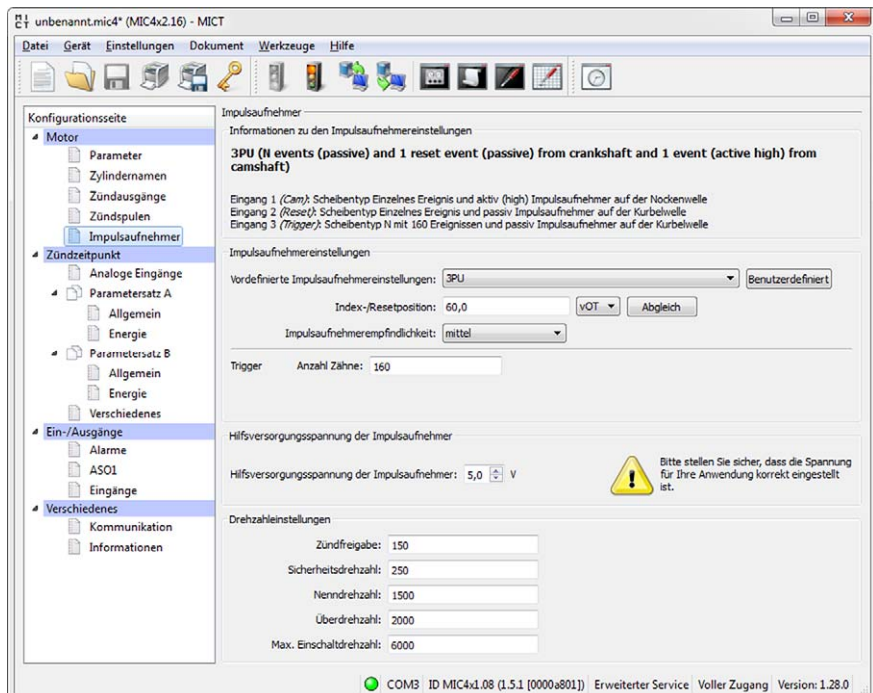 unbenannt.mic4* (MIC4x2.16) - MICT
Datei Gerät Einstellungen Dokument Werkzeuge Hilfe
Konfigurationsseite
Motor
Parameter
Zylindernamen
Zündausgänge
Zündspulen
Impulsaufnehmer
Zündzeitpunkt
Analoge Eingänge
Parametersatz A
Allgemein
Energie
Parametersatz B
Allgemein
Energie
Verschiedenes
Ein-/Ausgänge
Alarme
ASO1
Eingänge
Verschiedenes
Kommunikation
Informationen
Impulsaufnehmer
Informationen zu den Impulsaufnehmereinstellungen
3PU (N events (passive) and 1 reset event (passive) from crankshaft and 1 event (active high) from
camshaft)
Eingang 1 (Cam): Scheibentyp Einzelnes Ereignis und aktiv (high) Impulsaufnehmer auf der Nockenwelle
Eingang 2 (Reset): Scheibentyp Einzelnes Ereignis und passiv Impulsaufnehmer auf der Kurbelwelle
Eingang 3 (Trigger): Scheibentyp N mit 160 Ereignissen und passiv Impulsaufnehmer auf der Kurbelwelle
Impulsaufnehmereinstellungen
Vordefinierte Impulsaufnehmereinstellungen: 3PU Benutzerdefiniert
Index-/Resetposition: 60,0 vOT Abgleich
Impulsaufnehmerempfindlichkeit: mittel
Trigger Anzahl Zähne: 160
Hilfsversorgungsspannung der Impulsaufnehmer
Hilfsversorgungsspannung der Impulsaufnehmer: 5,0 V
Bitte stellen Sie sicher, dass die Spannung
für Ihre Anwendung korrekt eingestellt
ist.
Drehzahleinstellungen
Zündfreigabe: 150
Sicherheitsdrehzahl: 250
Nenndrehzahl: 1500
Überdrehzahl: 2000
Max. Einschaltdrehzahl: 6000
COM3 ID MIC4x1.08 (1.5.1 [0000a801]) Erweiterter Service Voller Zugang Version: 1.28.0